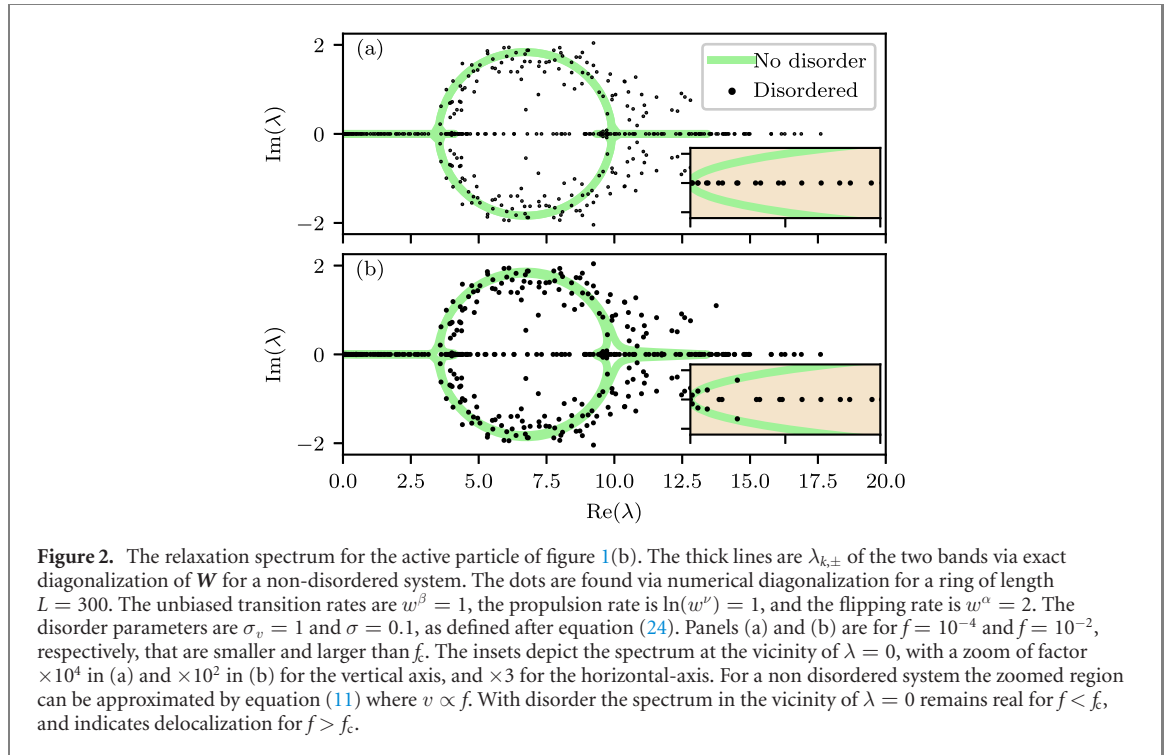 (a)
2
0
−2
Im(λ)
No disorder
Disordered
(b)
2
0
−2
Im(λ)
0.0 2.5 5.0 7.5 10.0 12.5 15.0 17.5 20.0
Re(λ)
Figure 2. The relaxation spectrum for the active particle of figure 1(b). The thick lines are λk,± of the two bands via exact
diagonalization of W for a non-disordered system. The dots are found via numerical diagonalization for a ring of length
L = 300. The unbiased transition rates are wβ = 1, the propulsion rate is ln(wν) = 1, and the flipping rate is wα = 2. The
disorder parameters are σv = 1 and σ = 0.1, as defined after equation (24). Panels (a) and (b) are for f = 10−4 and f = 10−2,
respectively, that are smaller and larger than fc. The insets depict the spectrum at the vicinity of λ = 0, with a zoom of factor
×104 in (a) and ×102 in (b) for the vertical axis, and ×3 for the horizontal-axis. For a non disordered system the zoomed region
can be approximated by equation (11) where v ∝ f. With disorder the spectrum in the vicinity of λ = 0 remains real for f < fc,
and indicates delocalization for f > fc.